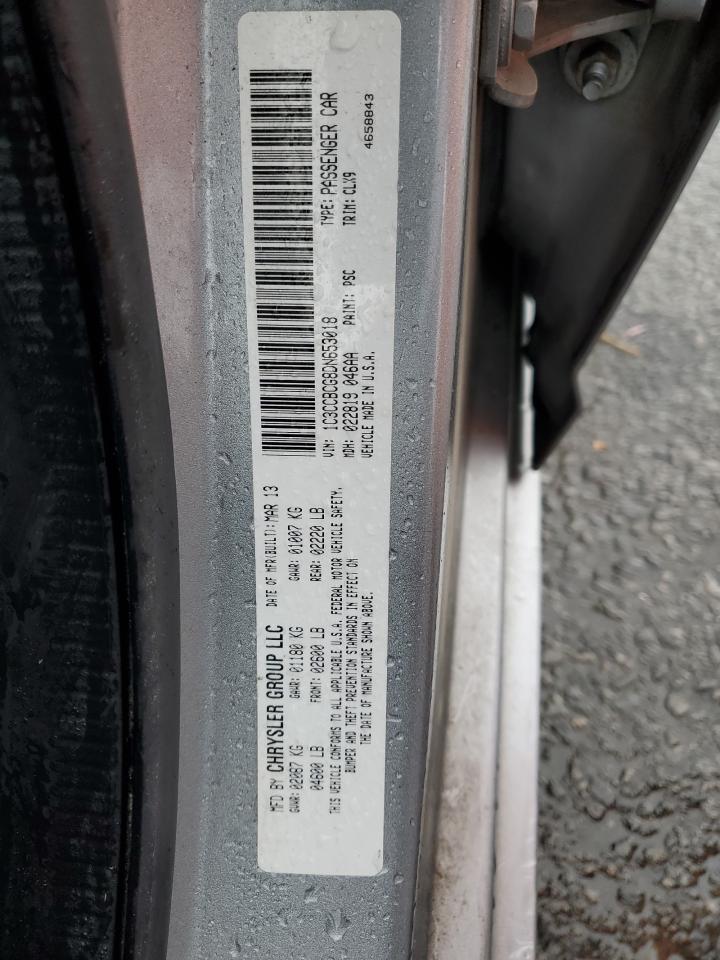 MFD BY CHRYSLER GROUP LLC DATE OF MFR(BUILT): MAR 13
GVWR: 02087 KG GAWR: 01180 KG GAWR: 01007 KG
04600 LB FRONT: 02600 LB REAR: 02220 LB
THIS VEHICLE CONFORMS TO ALL APPLICABLE U.S.A. FEDERAL MOTOR VEHICLE SAFETY,
BUMPER AND THEFT PREVENTION STANDARDS IN EFFECT ON
THE DATE OF MANUFACTURE SHOWN ABOVE.
VIN: 1C3CCBCG8DN653018 TYPE: PASSENGER CAR
MDH: 022819 046AA PAINT: PSC TRIM: CLX9
VEHICLE MADE IN U.S.A. 4658843